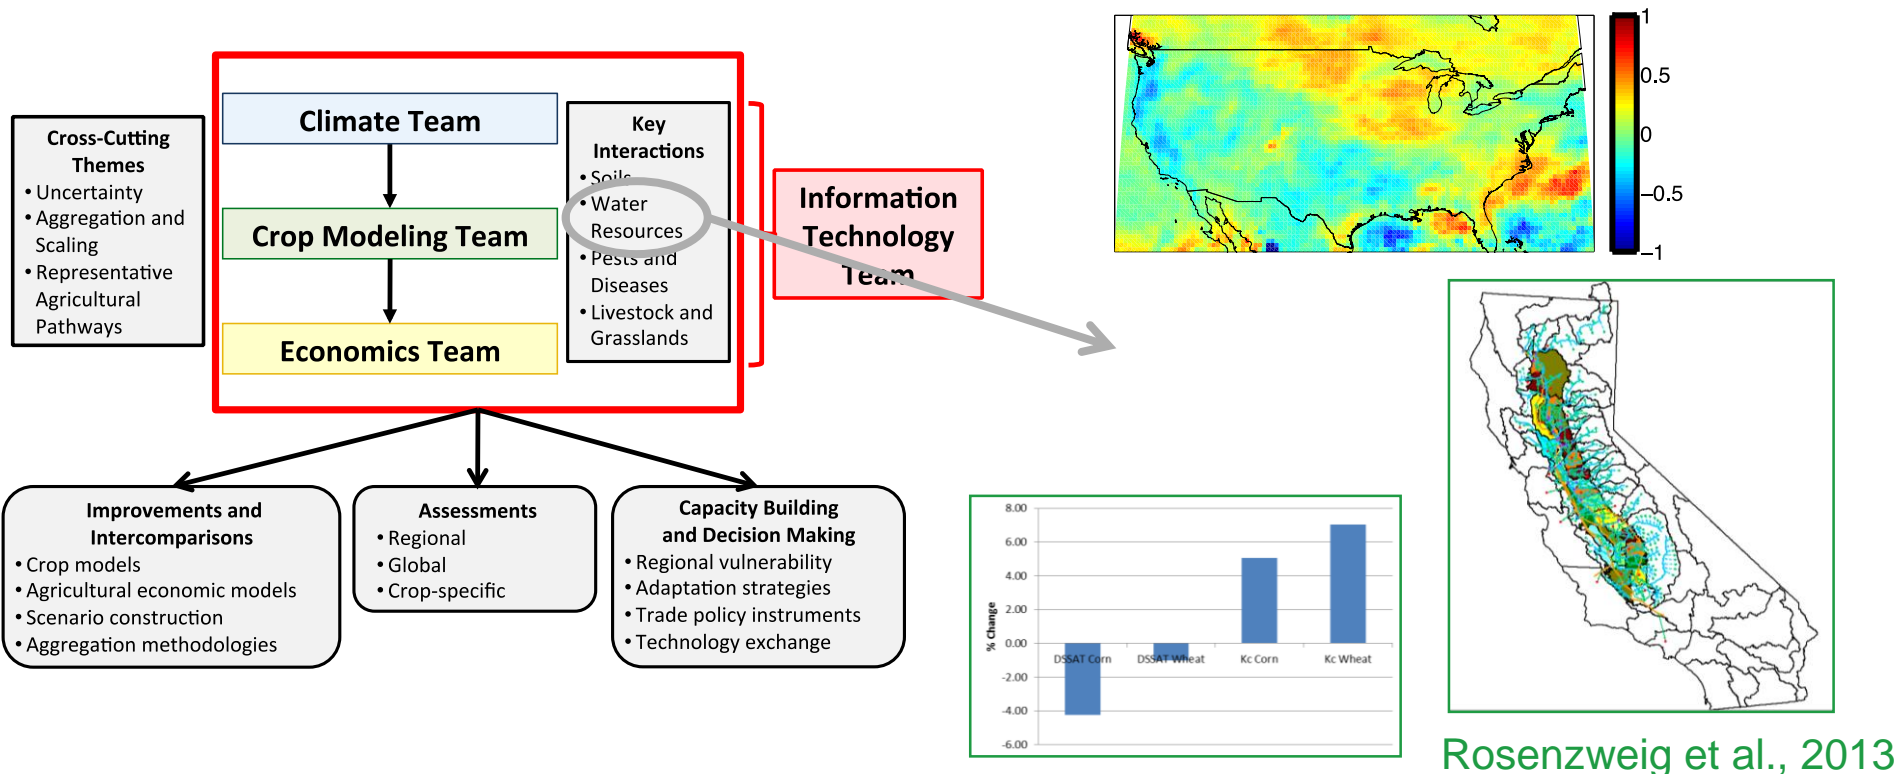 Cross-Cutting
Themes
• Uncertainty
• Aggregation and
Scaling
• Representative
Agricultural
Pathways
Climate Team
Crop Modeling Team
Economics Team
Key
Interactions
• Soils
• Water
Resources
• Pests and
Diseases
• Livestock and
Grasslands
Information
Technology
Team
Improvements and
Intercomparisons
• Crop models
• Agricultural economic models
• Scenario construction
• Aggregation methodologies
Assessments
• Regional
• Global
• Crop-specific
Capacity Building
and Decision Making
• Regional vulnerability
• Adaptation strategies
• Trade policy instruments
• Technology exchange
1
0.5
0
−0.5
−1
% Change
8.00
6.00
4.00
2.00
0.00
-2.00
-4.00
-6.00
DSSAT Corn
DSSAT Wheat
Kc Corn
Kc Wheat
Rosenzweig et al., 2013